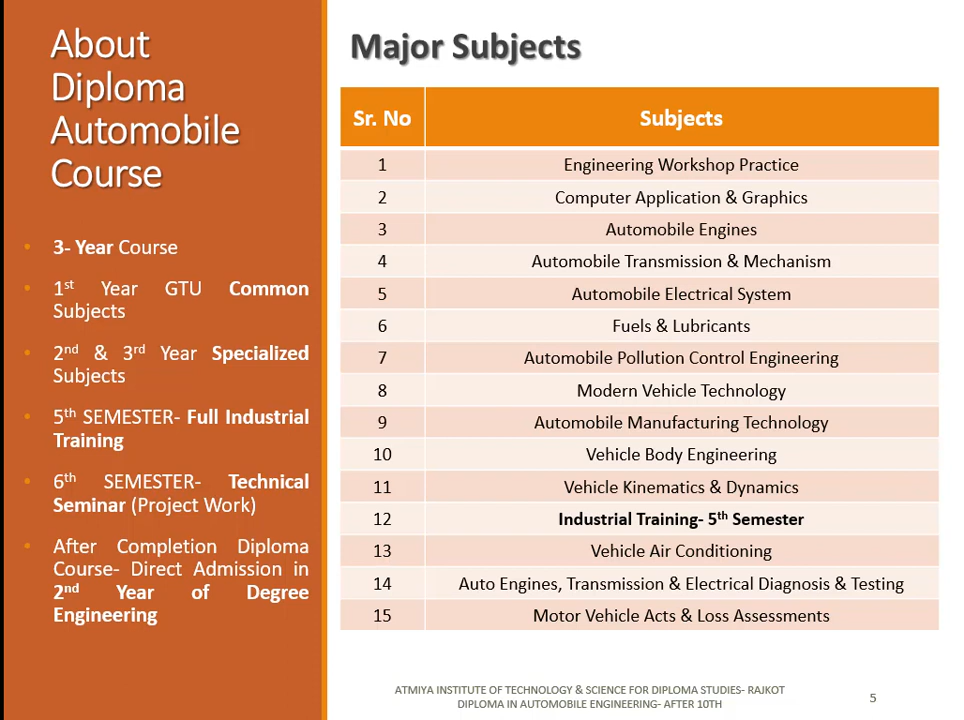 About
Diploma
Automobile
Course
• 3- Year Course
• 1st Year GTU Common
Subjects
• 2nd & 3rd Year Specialized
Subjects
• 5th SEMESTER- Full Industrial
Training
• 6th SEMESTER- Technical
Seminar (Project Work)
• After Completion Diploma
Course- Direct Admission in
2nd Year of Degree
Engineering
Major Subjects
Sr. No Subjects
1 Engineering Workshop Practice
2 Computer Application & Graphics
3 Automobile Engines
4 Automobile Transmission & Mechanism
5 Automobile Electrical System
6 Fuels & Lubricants
7 Automobile Pollution Control Engineering
8 Modern Vehicle Technology
9 Automobile Manufacturing Technology
10 Vehicle Body Engineering
11 Vehicle Kinematics & Dynamics
12 Industrial Training- 5th Semester
13 Vehicle Air Conditioning
14 Auto Engines, Transmission & Electrical Diagnosis & Testing
15 Motor Vehicle Acts & Loss Assessments
ATMIYA INSTITUTE OF TECHNOLOGY & SCIENCE FOR DIPLOMA STUDIES- RAJKOT
DIPLOMA IN AUTOMOBILE ENGINEERING- AFTER 10TH
5